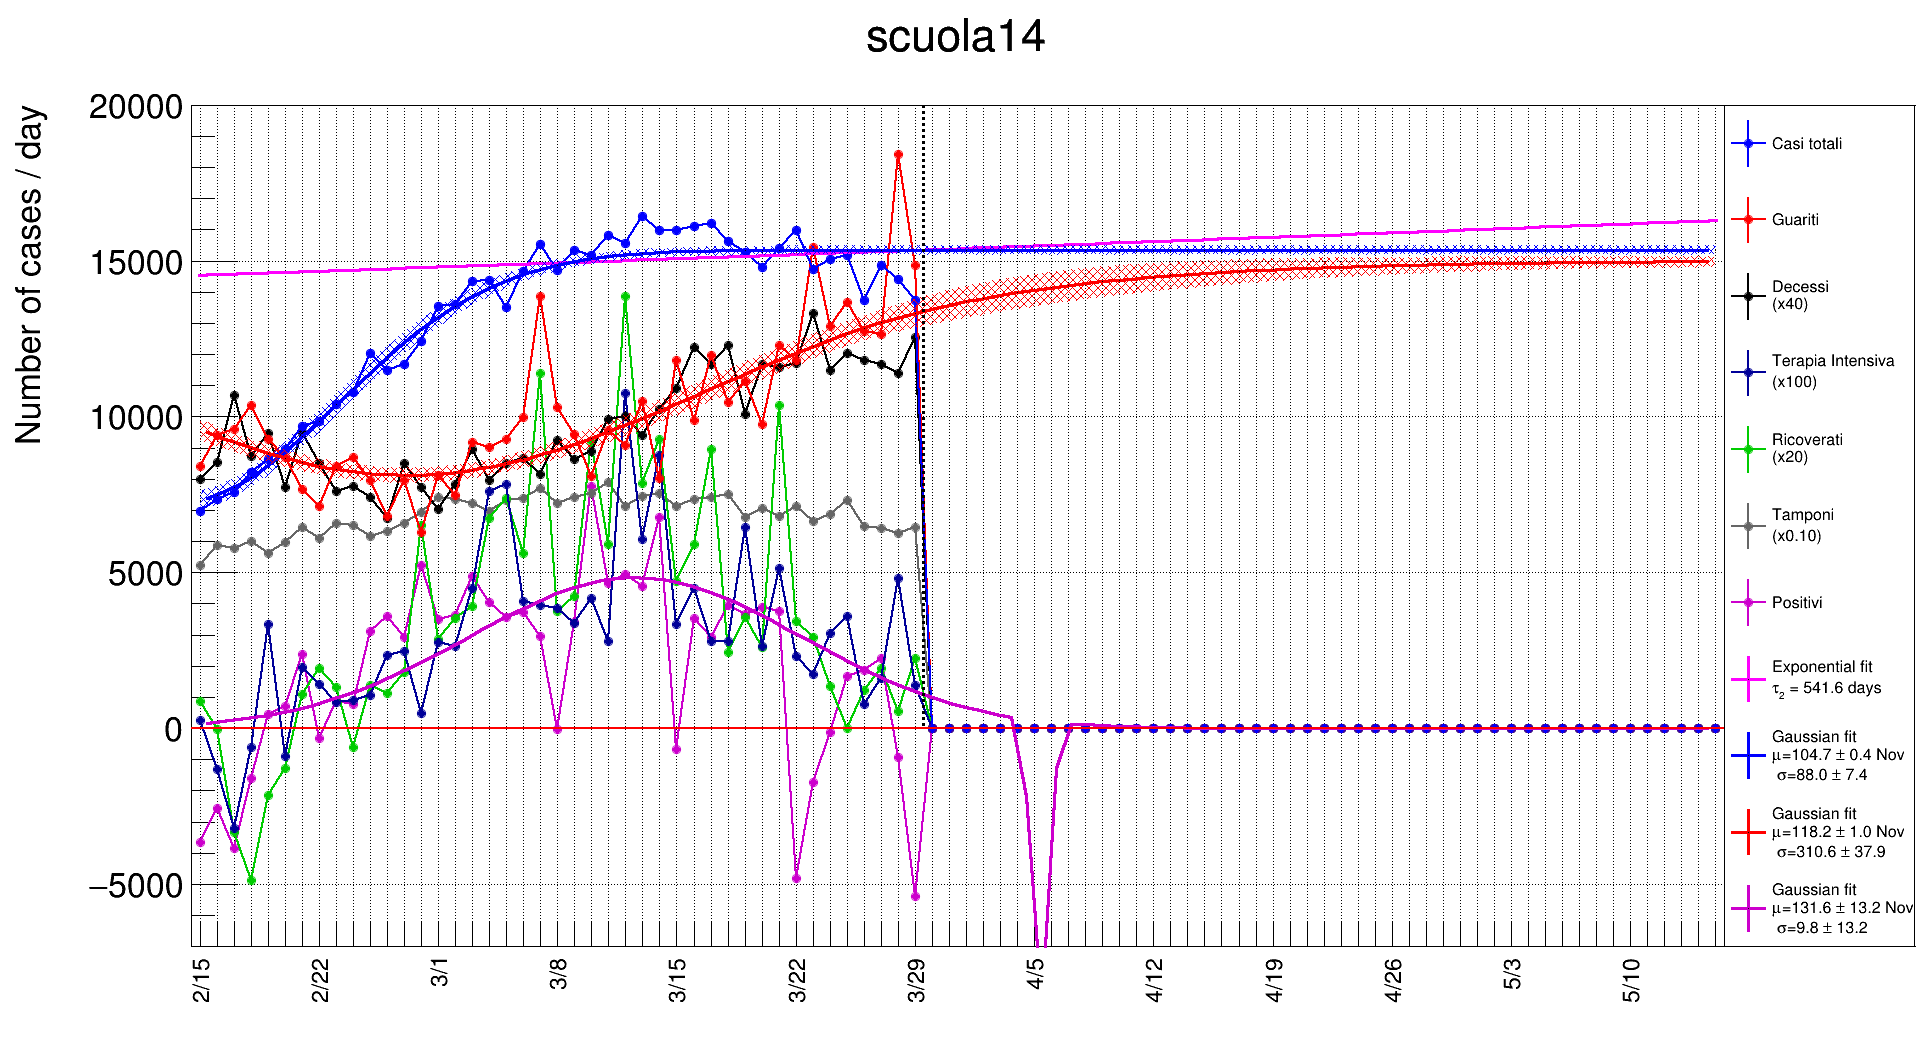 scuola14
Number of cases / day
20000
15000
10000
5000
0
−5000
2/15
2/22
3/1
3/8
3/15
3/22
3/29
4/5
4/12
4/19
4/26
5/3
5/10
Casi totali
Guariti
Decessi
(x40)
Terapia Intensiva
(x100)
Ricoverati
(x20)
Tamponi
(x0.10)
Positivi
Exponential fit
τ2 = 541.6 days
Gaussian fit
μ=104.7 ± 0.4 Nov
σ=88.0 ± 7.4
Gaussian fit
μ=118.2 ± 1.0 Nov
σ=310.6 ± 37.9
Gaussian fit
μ=131.6 ± 13.2 Nov
σ=9.8 ± 13.2